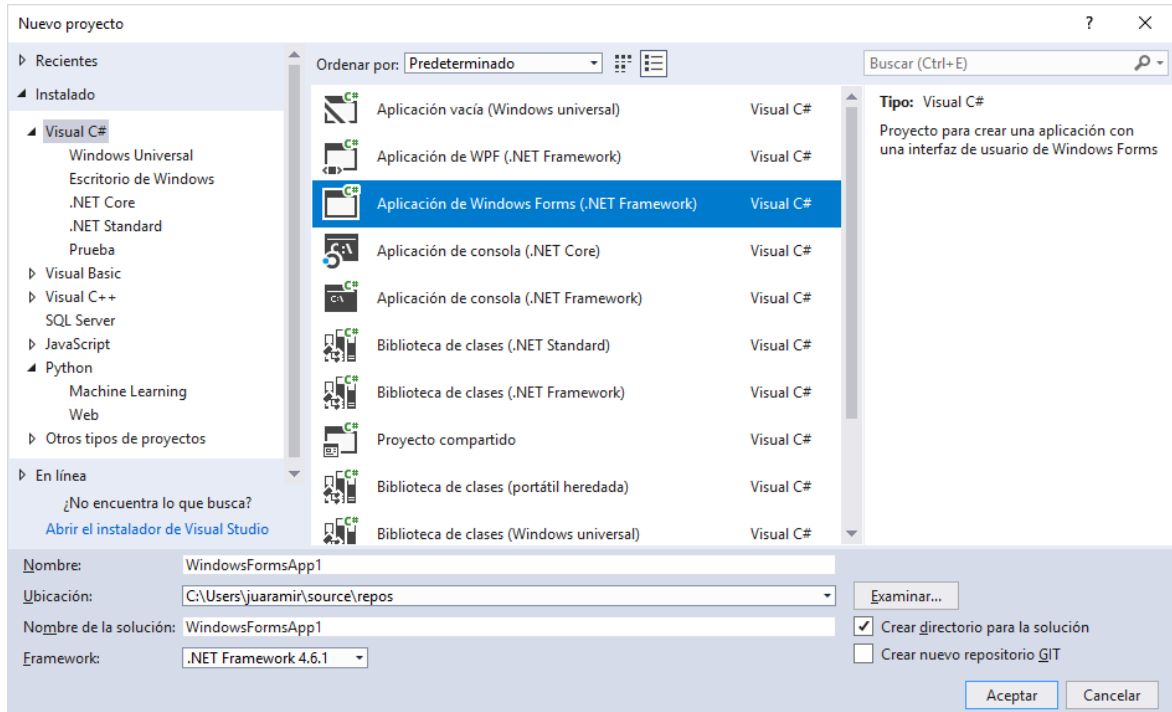 Nuevo proyecto
?
Recientes
Instalado
Visual C#
Windows Universal
Escritorio de Windows
.NET Core
.NET Standard
Prueba
Visual Basic
Visual C++
SQL Server
JavaScript
Python
Machine Learning
Web
Otros tipos de proyectos
En línea
¿No encuentra lo que busca?
Abrir el instalador de Visual Studio
Ordenar por: Predeterminado
C# Aplicación vacía (Windows universal) Visual C#
C# Aplicación de WPF (.NET Framework) Visual C#
C# Aplicación de Windows Forms (.NET Framework) Visual C#
C# C:\ Aplicación de consola (.NET Core) Visual C#
C# C:\ Aplicación de consola (.NET Framework) Visual C#
C# Biblioteca de clases (.NET Standard) Visual C#
C# Biblioteca de clases (.NET Framework) Visual C#
C# Proyecto compartido Visual C#
C# Biblioteca de clases (portátil heredada) Visual C#
C# Biblioteca de clases (Windows universal) Visual C#
Buscar (Ctrl+E)
Tipo: Visual C#
Proyecto para crear una aplicación con
una interfaz de usuario de Windows Forms
Nombre: WindowsFormsApp1
Ubicación: C:\Users\juaramir\source\repos
Examinar...
Nombre de la solución: WindowsFormsApp1
Crear directorio para la solución
Framework: .NET Framework 4.6.1
Crear nuevo repositorio GIT
Aceptar Cancelar